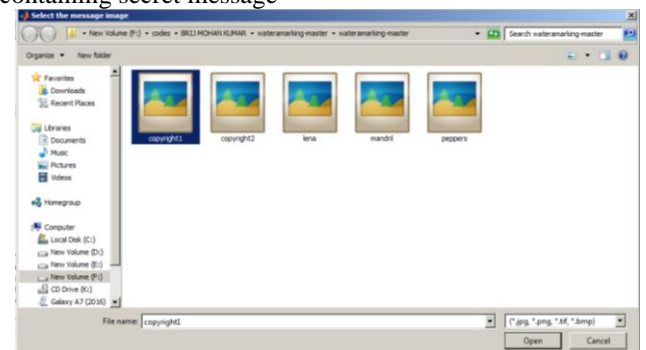 containing secret message
Select the message image
« New Volume (F:) ▸ codes ▸ BRIJ MOHAN KUMAR ▸ wateramarking-master ▸ wateramarking-master
Search wateramarking-master
Organize
New folder
Favorites
Downloads
Recent Places
Libraries
Documents
Music
Pictures
Videos
Homegroup
Computer
Local Disk (C:)
New Volume (D:)
New Volume (E:)
New Volume (F:)
CD Drive (K:)
Galaxy A7 (2016)
copyright1
copyright2
lena
mandril
peppers
File name: copyright1
(*.jpg, *.png, *.tif, *.bmp)
Open
Cancel